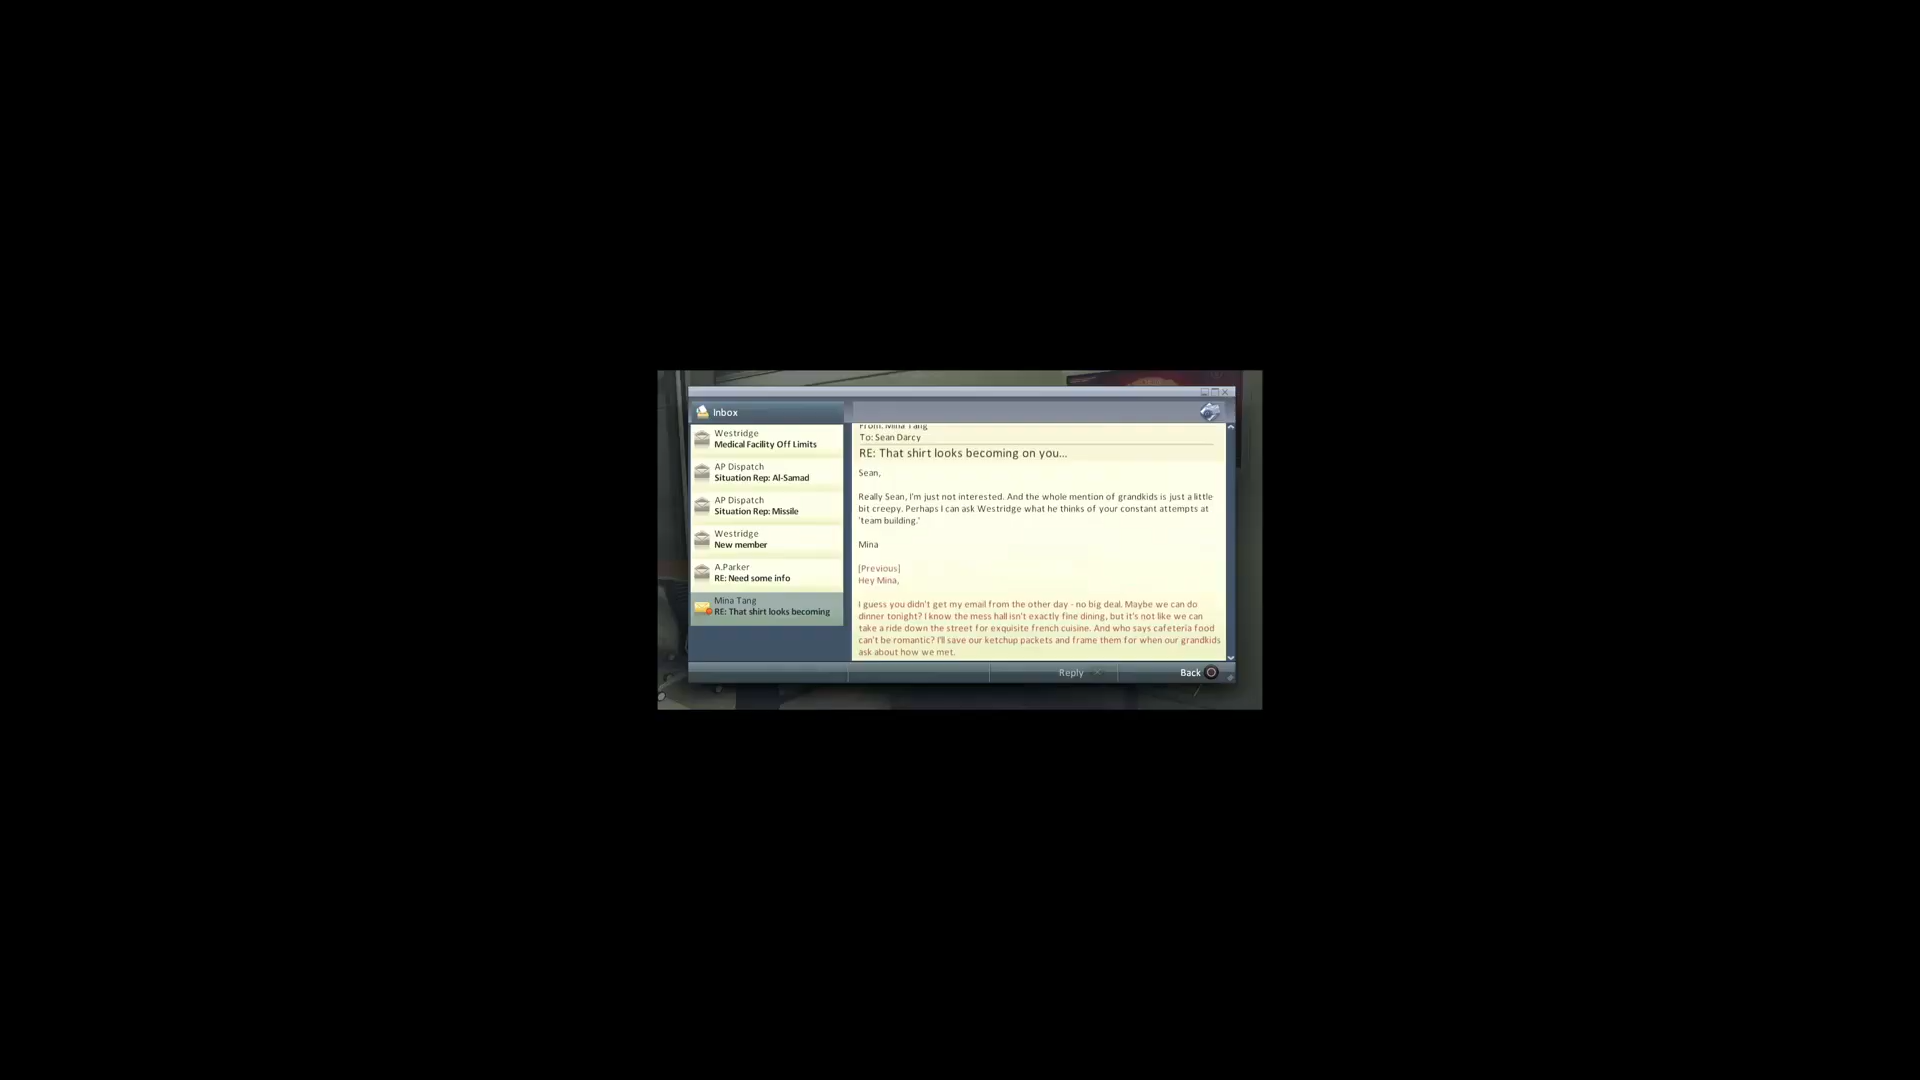 Inbox
Westridge
Medical Facility Off Limits
AP Dispatch
Situation Rep: Al-Samad
AP Dispatch
Situation Rep: Missile
Westridge
New member
A.Parker
RE: Need some info
Mina Tang
RE: That shirt looks becoming
From: Mina Tang
To: Sean Darcy
RE: That shirt looks becoming on you...
Sean,
Really Sean, I'm just not interested. And the whole mention of grandkids is just a little
bit creepy. Perhaps I can ask Westridge what he thinks of your constant attempts at
'team building.'
Mina
[Previous]
Hey Mina,
I guess you didn't get my email from the other day - no big deal. Maybe we can do
dinner tonight? I know the mess hall isn't exactly fine dining, but it's not like we can
take a ride down the street for exquisite french cuisine. And who says cafeteria food
can't be romantic? I'll save our ketchup packets and frame them for when our grandkids
ask about how we met.
Reply
Back